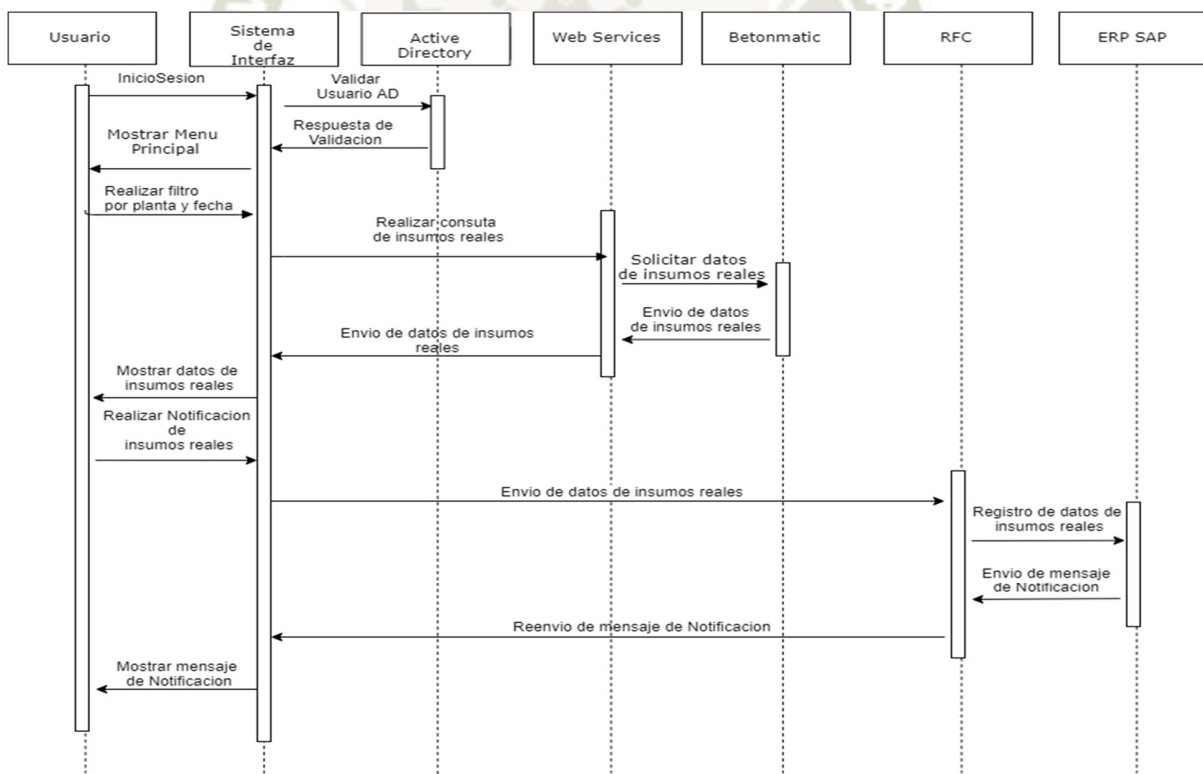 Usuario
Sistema
de
Interfaz
Active
Directory
Web Services
Betonmatic
RFC
ERP SAP
InicioSesion
Validar
Usuario AD
Respuesta de
Validacion
Mostrar Menu
Principal
Realizar filtro
por planta y fecha
Realizar consuta
de insumos reales
Solicitar datos
de insumos reales
Envio de datos
de insumos reales
Envio de datos de insumos
reales
Mostrar datos de
insumos reales
Realizar Notificacion
de
insumos reales
Envio de datos de insumos reales
Registro de datos de
insumos reales
Envio de mensaje
de Notificacion
Reenvio de mensaje de Notificacion
Mostrar mensaje
de Notificacion